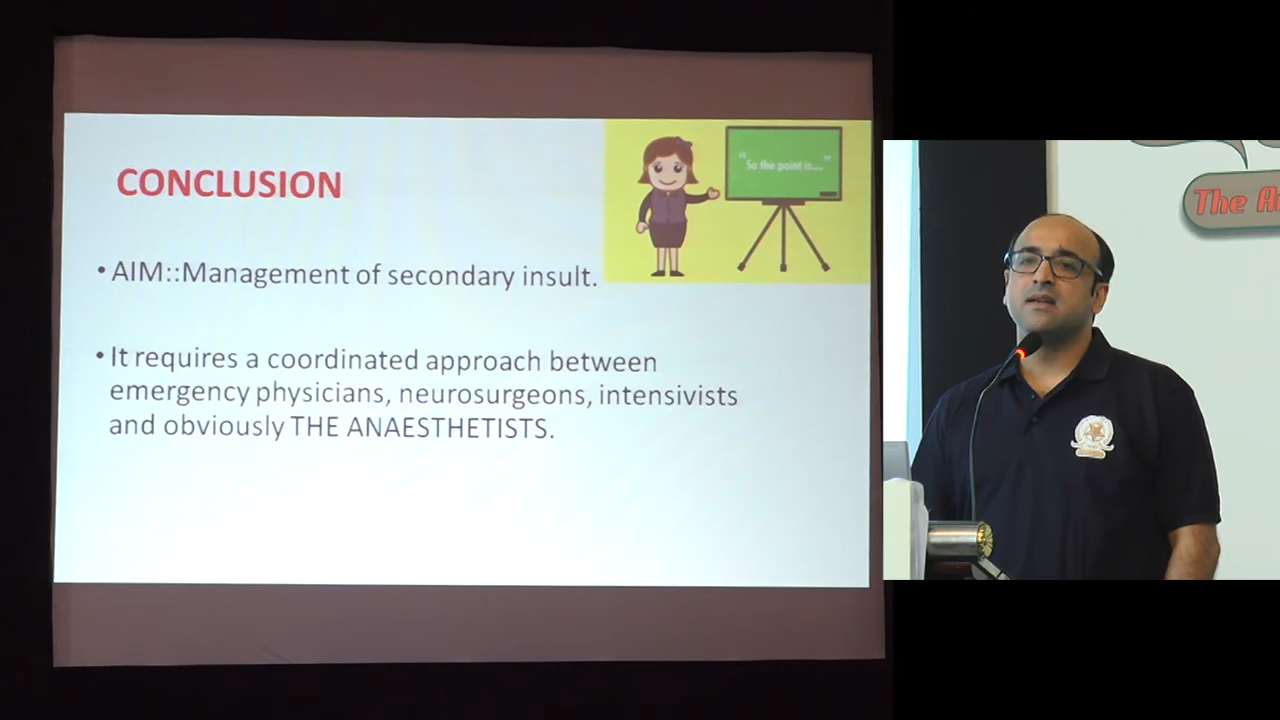 CONCLUSION
“So the point is....”
• AIM::Management of secondary insult.
• It requires a coordinated approach between
emergency physicians, neurosurgeons, intensivists
and obviously THE ANAESTHETISTS.
The